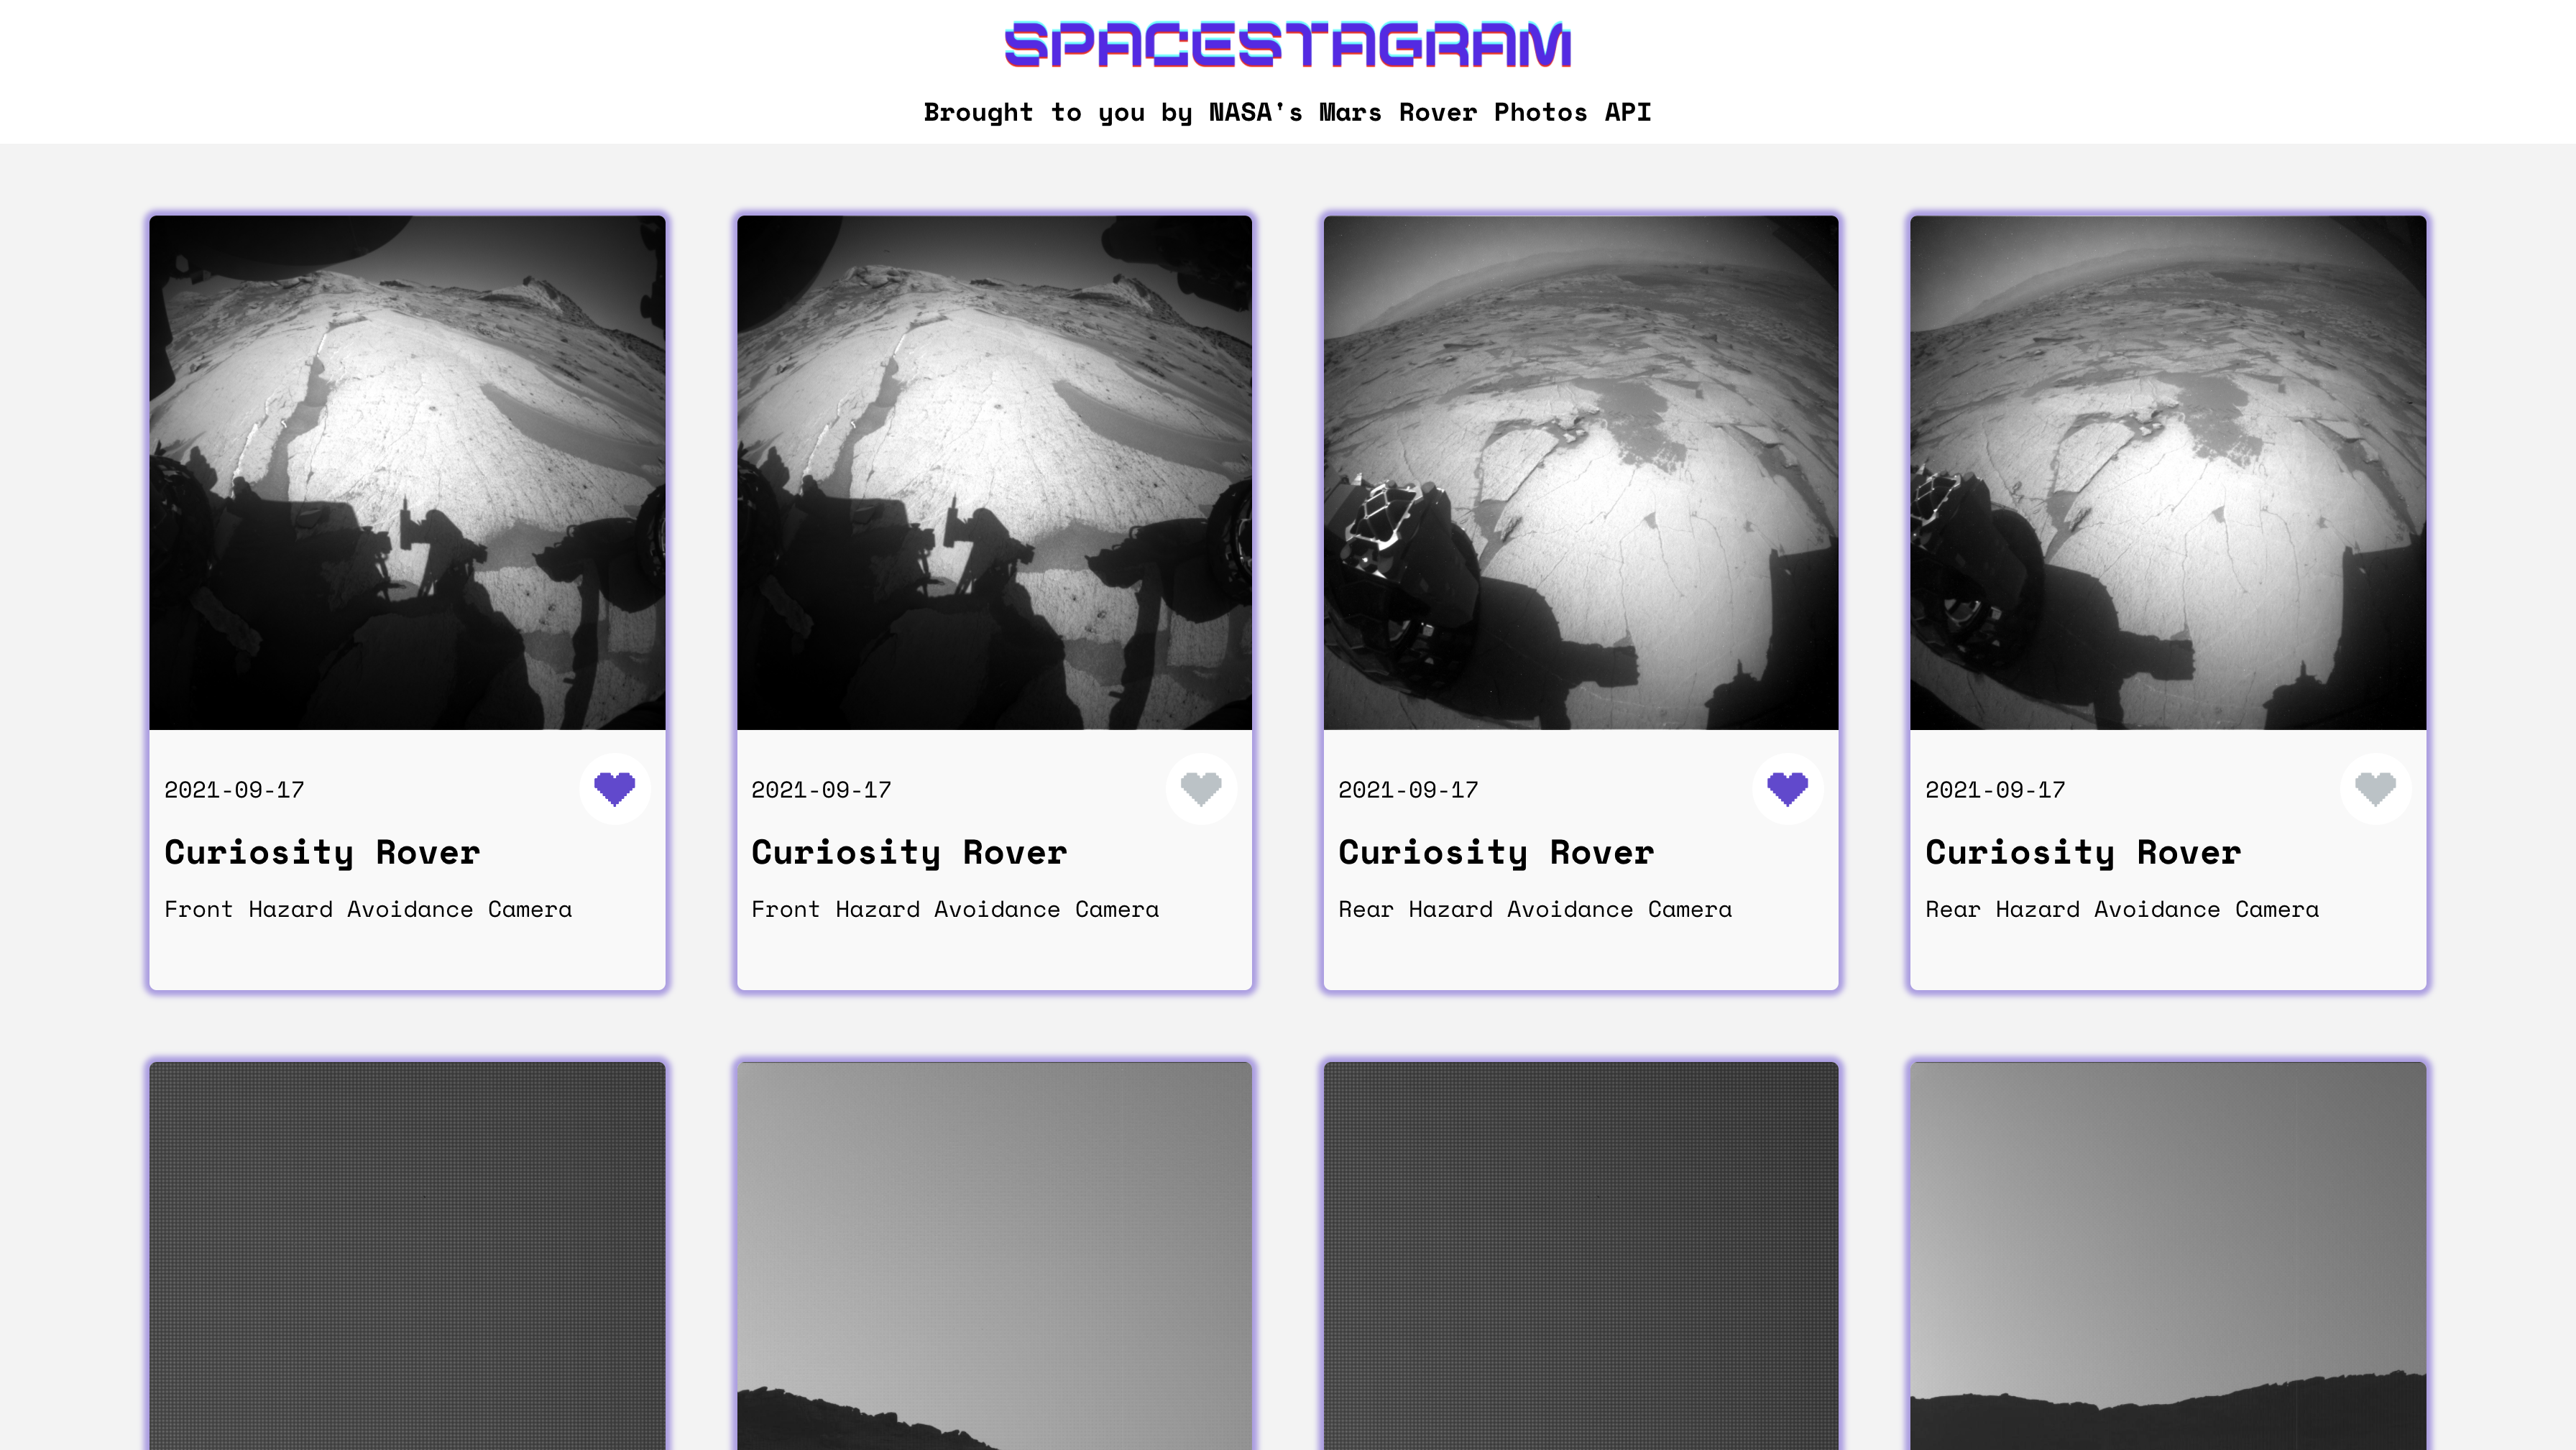 SPACESTAGRAM
Brought to you by NASA's Mars Rover Photos API
2021-09-17
Curiosity Rover
Front Hazard Avoidance Camera
2021-09-17
Curiosity Rover
Front Hazard Avoidance Camera
2021-09-17
Curiosity Rover
Rear Hazard Avoidance Camera
2021-09-17
Curiosity Rover
Rear Hazard Avoidance Camera